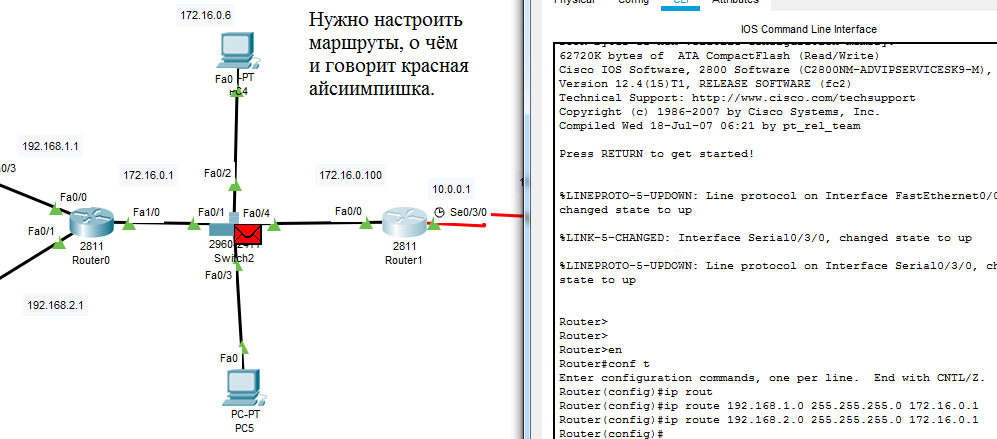 Physical Config CLI Attributes
172.16.0.6
Нужно настроить
маршруты, о чём
и говорит красная
айсиимпишка.
IOS Command Line Interface
62720K bytes of  ATA CompactFlash (Read/Write)
Cisco IOS Software, 2800 Software (C2800NM-ADVIPSERVICESK9-M),
Version 12.4(15)T1, RELEASE SOFTWARE (fc2)
Technical Support: http://www.cisco.com/techsupport
Copyright (c) 1986-2007 by Cisco Systems, Inc.
Compiled Wed 18-Jul-07 06:21 by pt_rel_team
Press RETURN to get started!
%LINEPROTO-5-UPDOWN: Line protocol on Interface FastEthernet0/0
changed state to up
%LINK-5-CHANGED: Interface Serial0/3/0, changed state to up
%LINEPROTO-5-UPDOWN: Line protocol on Interface Serial0/3/0, ch
state to up
Router>
Router>
Router>en
Router#conf t
Enter configuration commands, one per line.  End with CNTL/Z.
Router(config)#ip rout
Router(config)#ip route 192.168.1.0 255.255.255.0 172.16.0.1
Router(config)#ip route 192.168.2.0 255.255.255.0 172.16.0.1
Router(config)#
Fa0
-PT
192.168.1.1
0/3
172.16.0.1
Fa0/2
172.16.0.100
10.0.0.1
Fa0/0
Fa1/0
Fa0/1
Fa0/4
Fa0/0
Se0/3/0
Fa0/1
2811
Router0
Switch2
2811
Router1
Fa0/3
192.168.2.1
Fa0
PC-PT
PC5